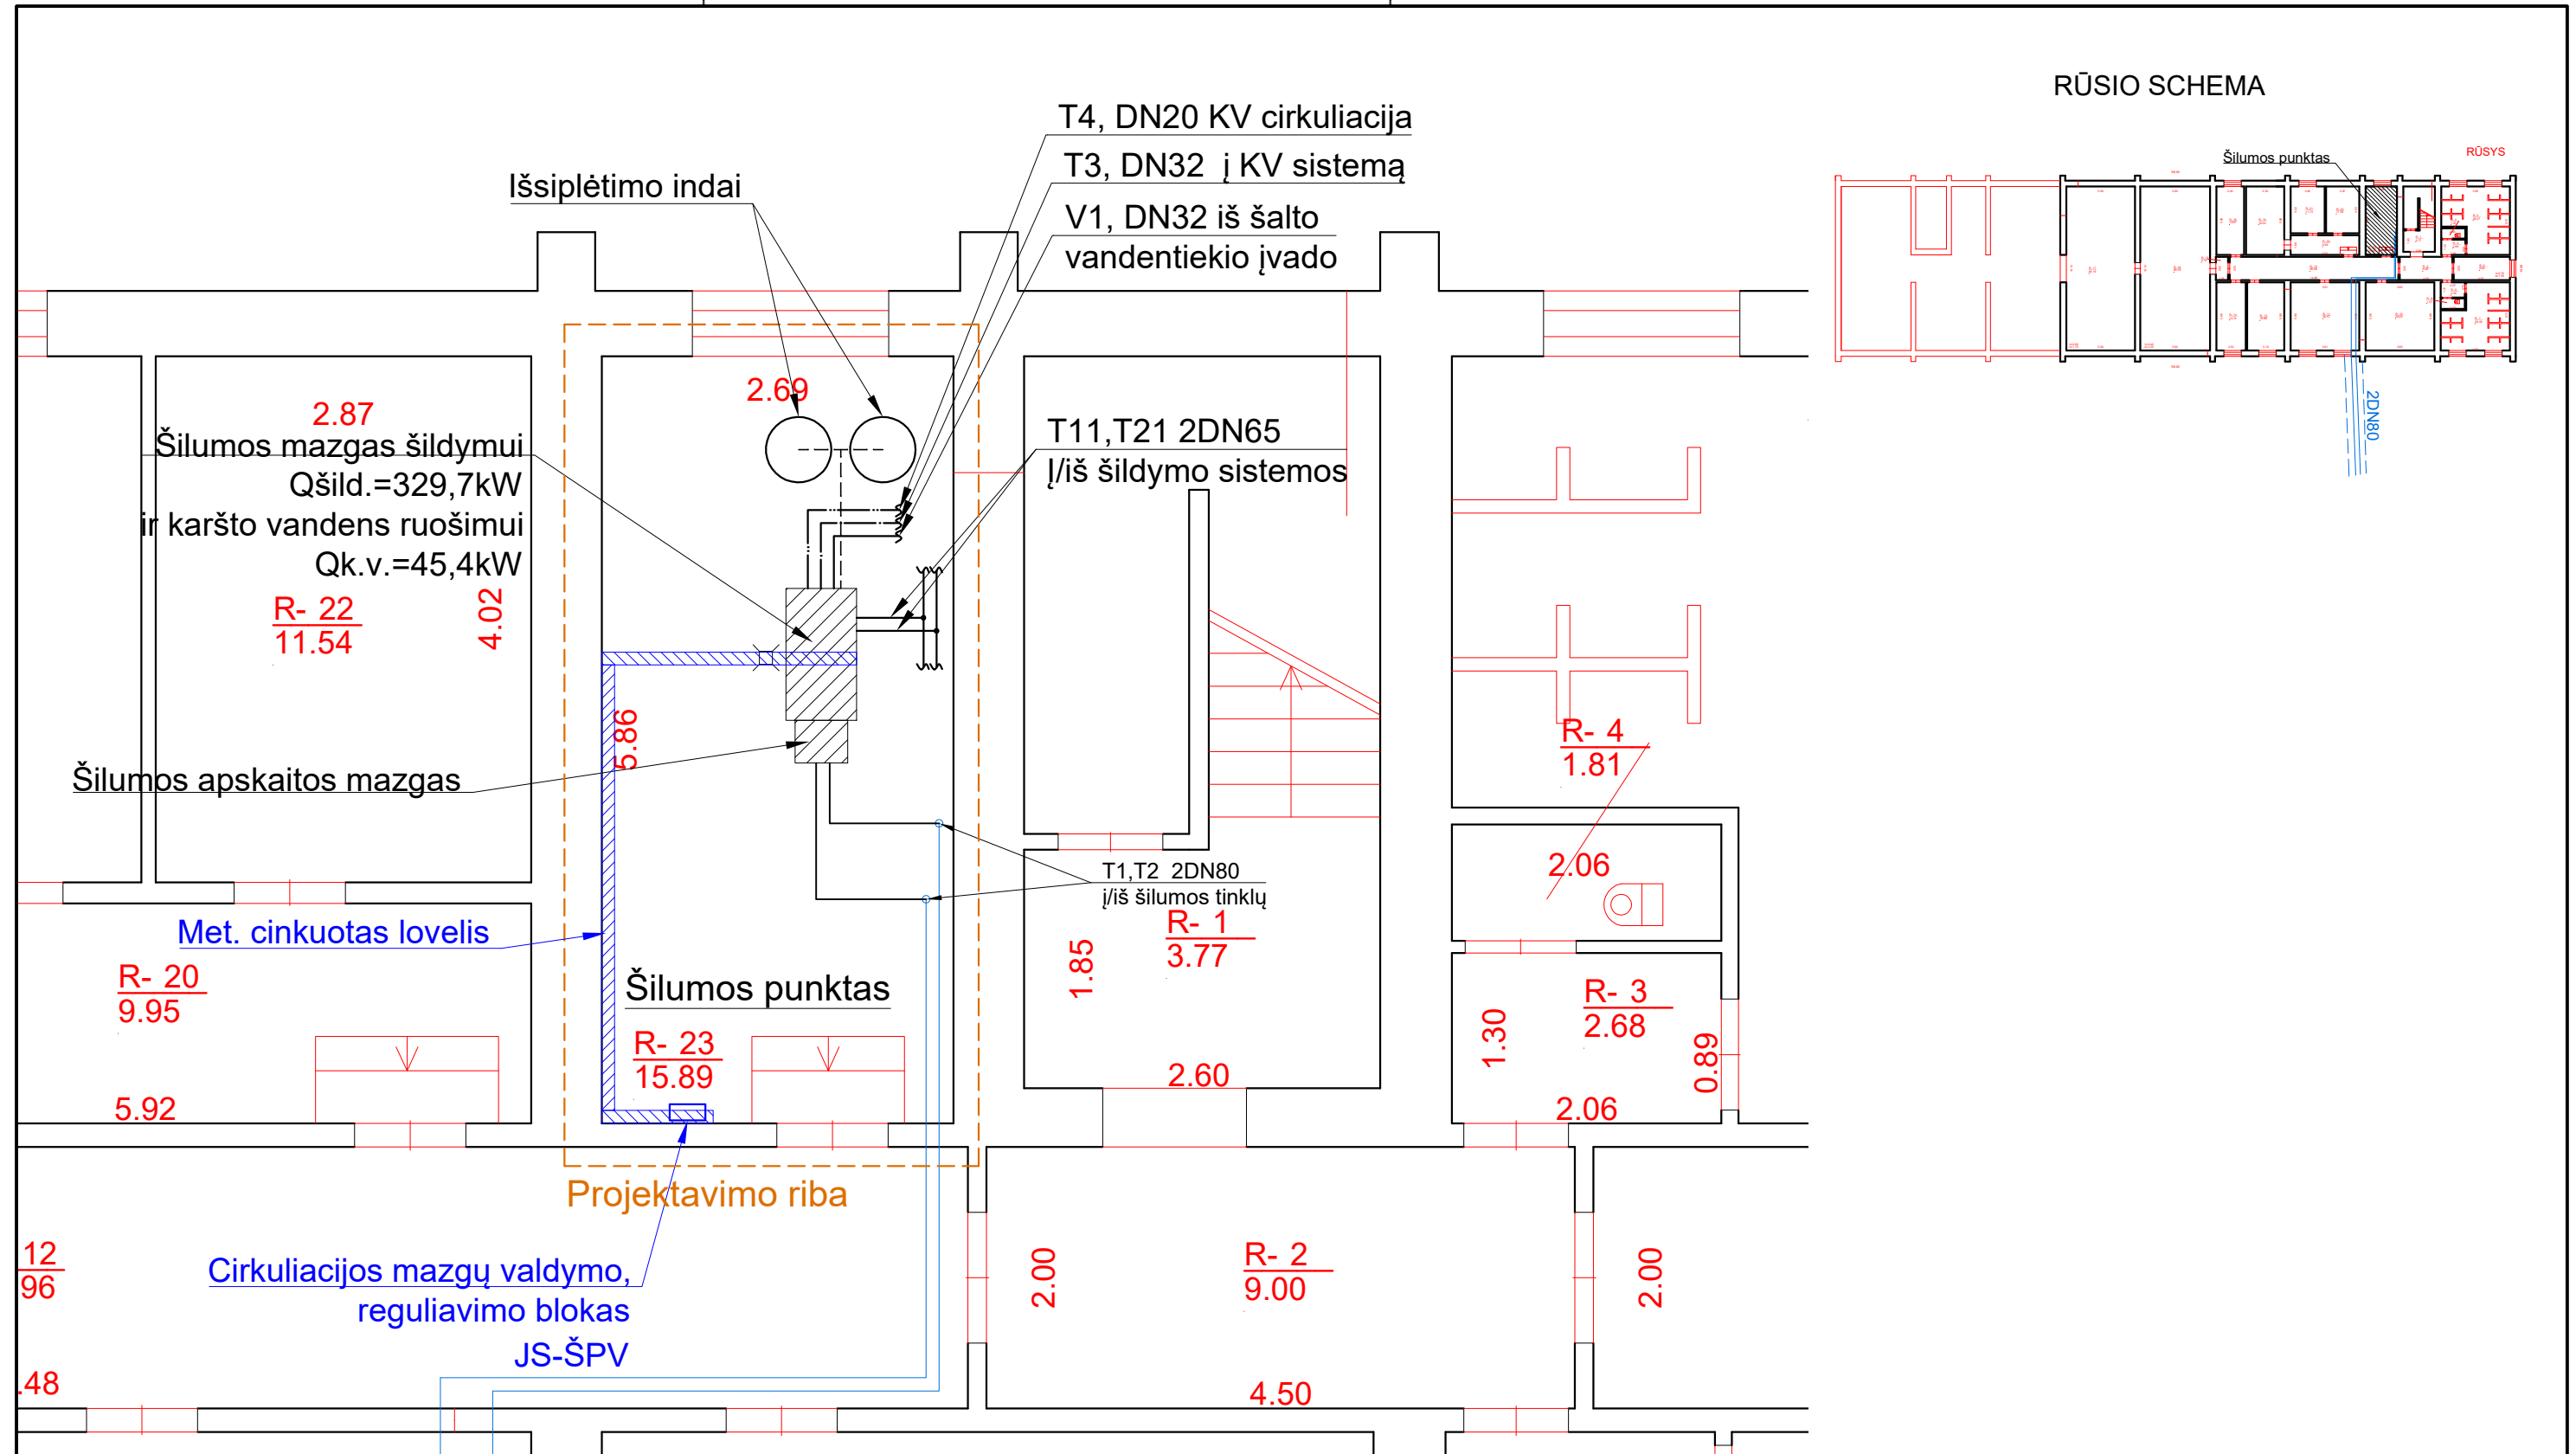 RŪSIO SCHEMA
RŪSYS
Šilumos punktas
2DN80
T4, DN20 KV cirkuliacija
T3, DN32 į KV sistemą
V1, DN32 iš šalto
vandentiekio įvado
Išsiplėtimo indai
2.69
2.87
Šilumos mazgas šildymui
Qšild.=329,7kW
ir karšto vandens ruošimui
Qk.v.=45,4kW
R- 22
11.54
4.02
T11,T21 2DN65
Į/iš šildymo sistemos
5.86
Šilumos apskaitos mazgas
R- 4
1.81
2.06
T1,T2 2DN80
į/iš šilumos tinklų
R- 1
3.77
1.85
2.60
Met. cinkuotas lovelis
R- 20
9.95
5.92
Šilumos punktas
R- 23
15.89
R- 3
2.68
1.30
0.89
2.06
Projektavimo riba
12
96
.48
Cirkuliacijos mazgų valdymo,
reguliavimo blokas
JS-ŠPV
2.00
R- 2
9.00
4.50
2.00